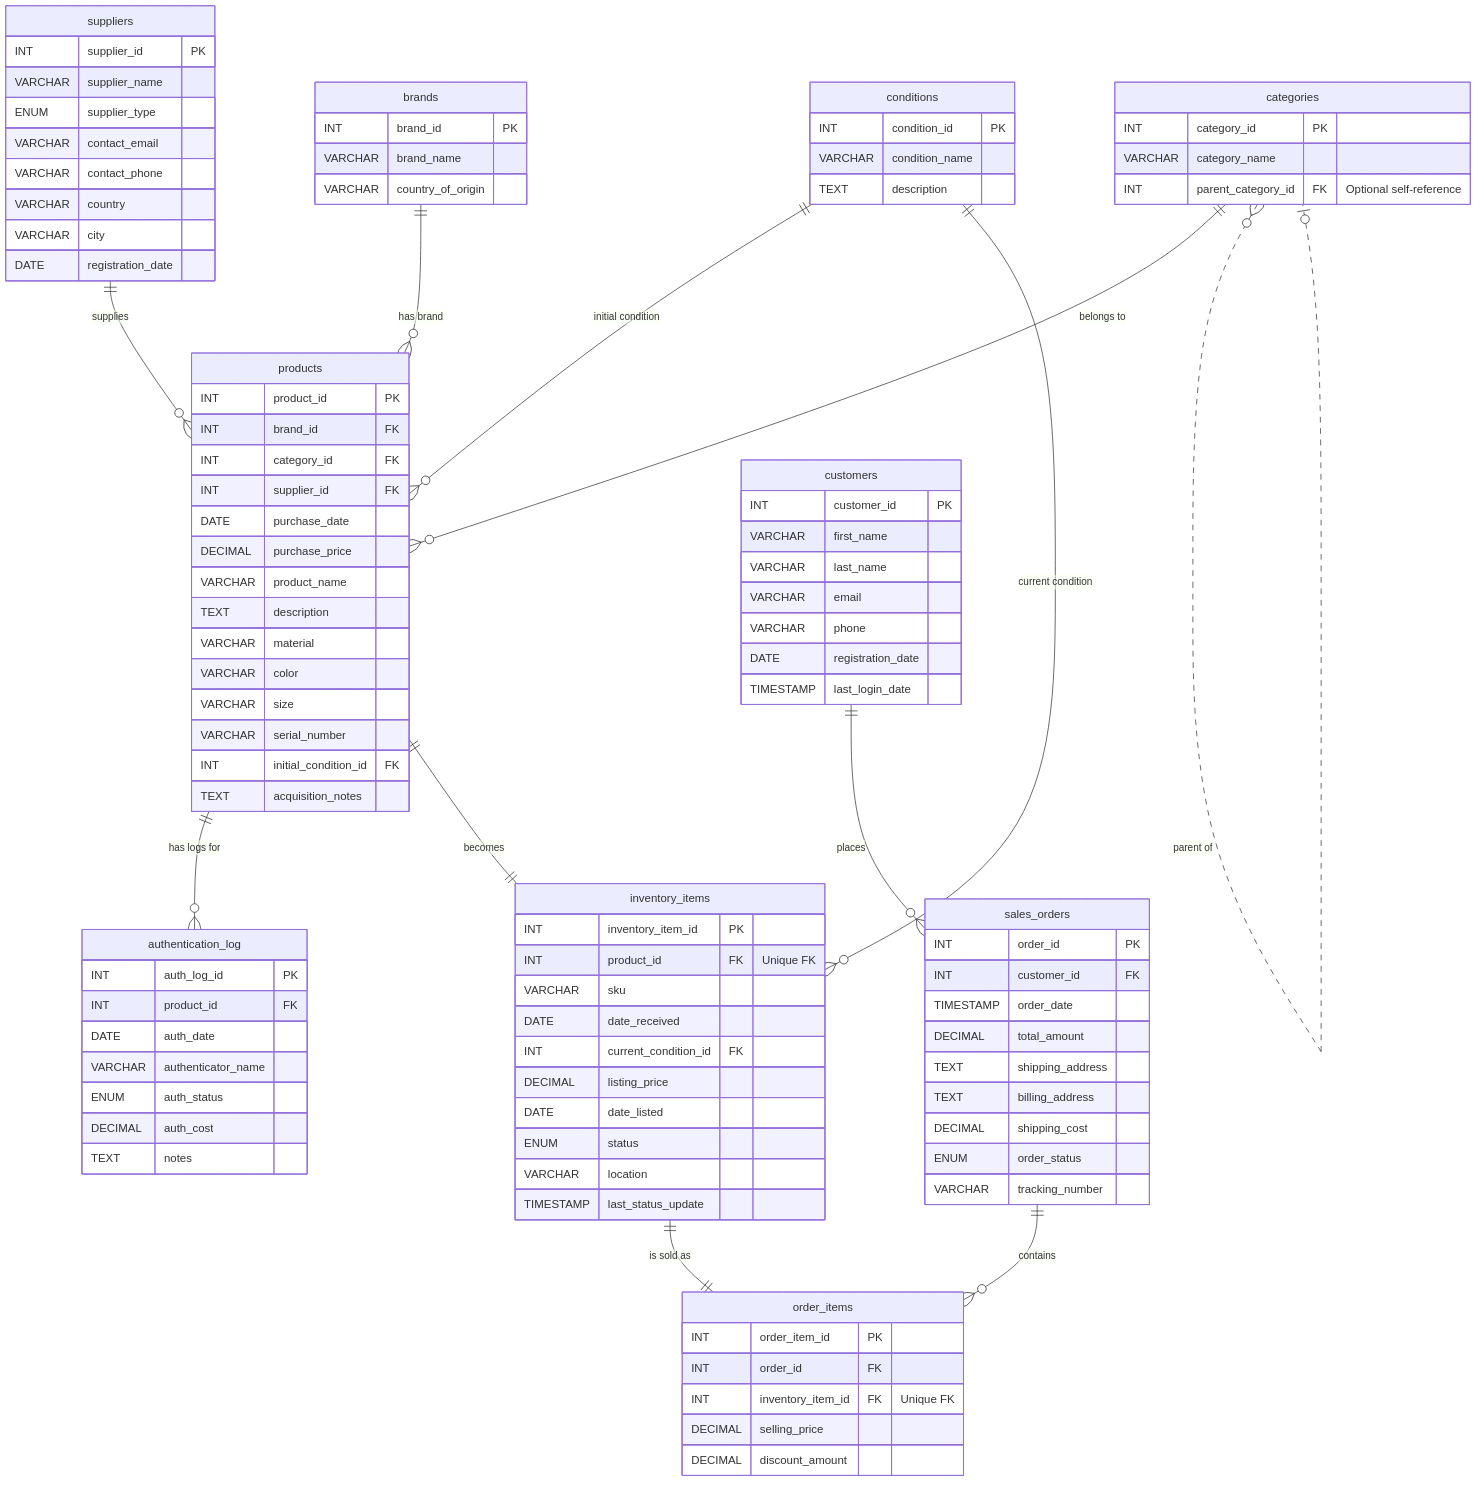 suppliers
INT supplier_id PK
VARCHAR supplier_name
ENUM supplier_type
VARCHAR contact_email
VARCHAR contact_phone
VARCHAR country
VARCHAR city
DATE registration_date
brands
INT brand_id PK
VARCHAR brand_name
VARCHAR country_of_origin
conditions
INT condition_id PK
VARCHAR condition_name
TEXT description
categories
INT category_id PK
VARCHAR category_name
INT parent_category_id FK Optional self-reference
supplies
has brand
initial condition
belongs to
products
INT product_id PK
INT brand_id FK
INT category_id FK
INT supplier_id FK
DATE purchase_date
DECIMAL purchase_price
VARCHAR product_name
TEXT description
VARCHAR material
VARCHAR color
VARCHAR size
VARCHAR serial_number
INT initial_condition_id FK
TEXT acquisition_notes
customers
INT customer_id PK
VARCHAR first_name
VARCHAR last_name
VARCHAR email
VARCHAR phone
DATE registration_date
TIMESTAMP last_login_date
current condition
has logs for
becomes
places
parent of
authentication_log
INT auth_log_id PK
INT product_id FK
DATE auth_date
VARCHAR authenticator_name
ENUM auth_status
DECIMAL auth_cost
TEXT notes
inventory_items
INT inventory_item_id PK
INT product_id FK Unique FK
VARCHAR sku
DATE date_received
INT current_condition_id FK
DECIMAL listing_price
DATE date_listed
ENUM status
VARCHAR location
TIMESTAMP last_status_update
sales_orders
INT order_id PK
INT customer_id FK
TIMESTAMP order_date
DECIMAL total_amount
TEXT shipping_address
TEXT billing_address
DECIMAL shipping_cost
ENUM order_status
VARCHAR tracking_number
is sold as
contains
order_items
INT order_item_id PK
INT order_id FK
INT inventory_item_id FK Unique FK
DECIMAL selling_price
DECIMAL discount_amount